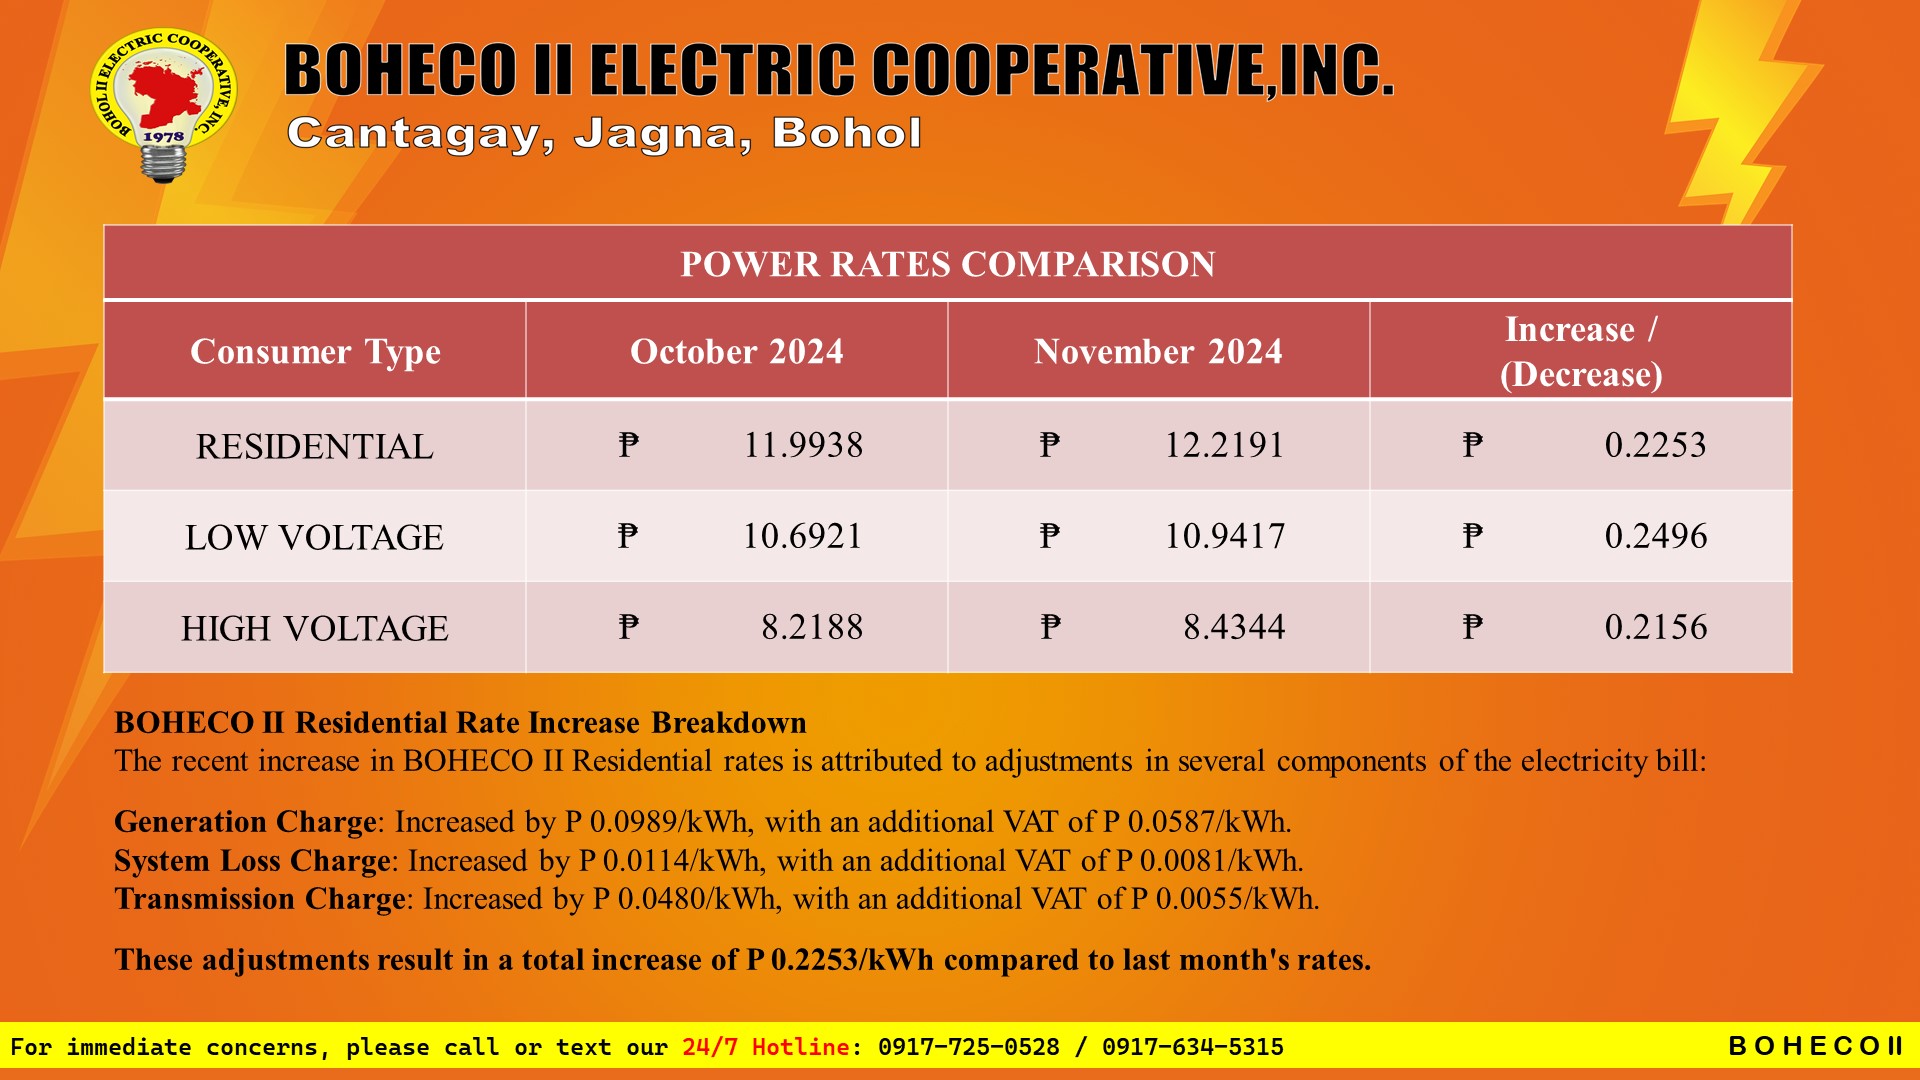 BOHOL II ELECTRIC COOPERATIVE, INC.
1978
BOHECO II ELECTRIC COOPERATIVE,INC.
Cantagay, Jagna, Bohol
POWER RATES COMPARISON
Consumer Type October 2024 November 2024 Increase / (Decrease)
RESIDENTIAL ₱ 11.9938 ₱ 12.2191 ₱ 0.2253
LOW VOLTAGE ₱ 10.6921 ₱ 10.9417 ₱ 0.2496
HIGH VOLTAGE ₱ 8.2188 ₱ 8.4344 ₱ 0.2156
BOHECO II Residential Rate Increase Breakdown
The recent increase in BOHECO II Residential rates is attributed to adjustments in several components of the electricity bill:
Generation Charge: Increased by P 0.0989/kWh, with an additional VAT of P 0.0587/kWh.
System Loss Charge: Increased by P 0.0114/kWh, with an additional VAT of P 0.0081/kWh.
Transmission Charge: Increased by P 0.0480/kWh, with an additional VAT of P 0.0055/kWh.
These adjustments result in a total increase of P 0.2253/kWh compared to last month's rates.
For immediate concerns, please call or text our 24/7 Hotline: 0917-725-0528 / 0917-634-5315
BOHECO II